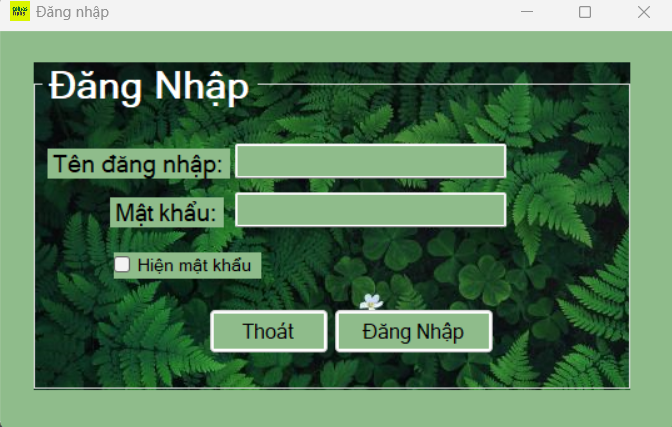 Đăng nhập
Đăng Nhập
Tên đăng nhập:
Mật khẩu:
Hiện mật khẩu
Thoát
Đăng Nhập